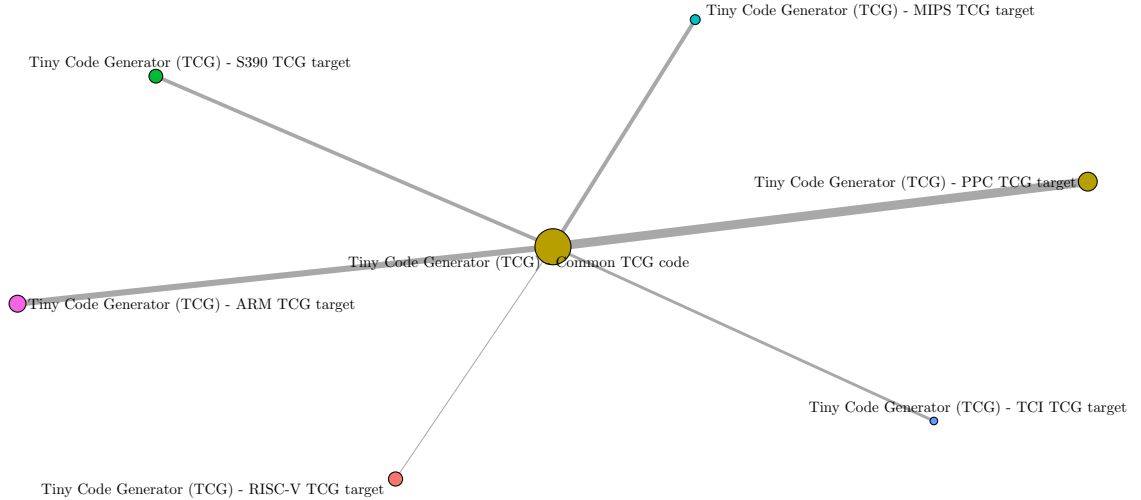 Tiny Code Generator (TCG) - MIPS TCG target
Tiny Code Generator (TCG) - S390 TCG target
Tiny Code Generator (TCG) - PPC TCG target
Tiny Code Generator (TCG) - Common TCG code
Tiny Code Generator (TCG) - ARM TCG target
Tiny Code Generator (TCG) - TCI TCG target
Tiny Code Generator (TCG) - RISC-V TCG target